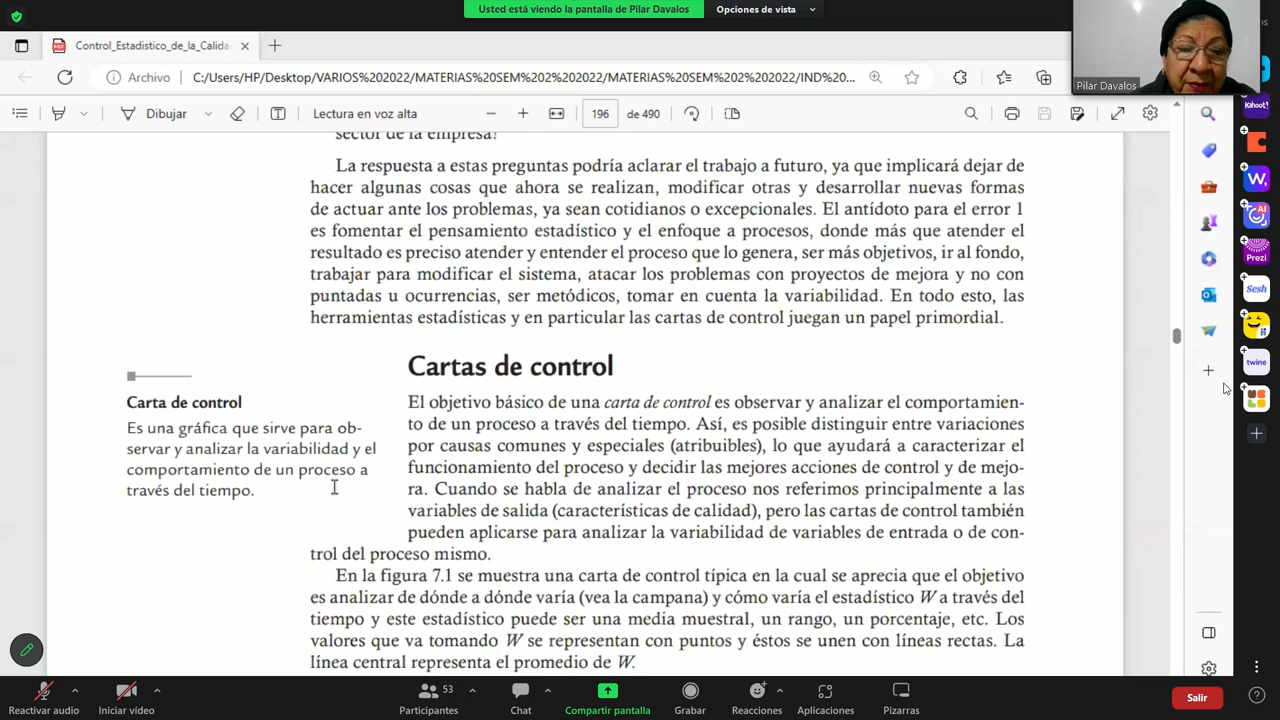 Usted está viendo la pantalla de Pilar Davalos
Opciones de vista
Control_Estadistico_de_la_Calida
Pilar Davalos
Archivo
C:/Users/HP/Desktop/VARIOS%202022/MATERIAS%20SEM%202%202022/MATERIAS%20SEM%202%202022/IND%20...
Dibujar
Lectura en voz alta
196
de 490
Kahoot!
W,
AI
Prezi
Sesh
twine
sector de la empresa?
La respuesta a estas preguntas podría aclarar el trabajo a futuro, ya que implicará dejar de
hacer algunas cosas que ahora se realizan, modificar otras y desarrollar nuevas formas
de actuar ante los problemas, ya sean cotidianos o excepcionales. El antídoto para el error 1
es fomentar el pensamiento estadístico y el enfoque a procesos, donde más que atender el
resultado es preciso atender y entender el proceso que lo genera, ser más objetivos, ir al fondo,
trabajar para modificar el sistema, atacar los problemas con proyectos de mejora y no con
puntadas u ocurrencias, ser metódicos, tomar en cuenta la variabilidad. En todo esto, las
herramientas estadísticas y en particular las cartas de control juegan un papel primordial.
Cartas de control
Carta de control
Es una gráfica que sirve para ob-
servar y analizar la variabilidad y el
comportamiento de un proceso a
través del tiempo.
El objetivo básico de una carta de control es observar y analizar el comportamien-
to de un proceso a través del tiempo. Así, es posible distinguir entre variaciones
por causas comunes y especiales (atribuibles), lo que ayudará a caracterizar el
funcionamiento del proceso y decidir las mejores acciones de control y de mejo-
ra. Cuando se habla de analizar el proceso nos referimos principalmente a las
variables de salida (características de calidad), pero las cartas de control también
pueden aplicarse para analizar la variabilidad de variables de entrada o de con-
trol del proceso mismo.
En la figura 7.1 se muestra una carta de control típica en la cual se aprecia que el objetivo
es analizar de dónde a dónde varía (vea la campana) y cómo varía el estadístico W a través del
tiempo y este estadístico puede ser una media muestral, un rango, un porcentaje, etc. Los
valores que va tomando W se representan con puntos y éstos se unen con líneas rectas. La
línea central representa el promedio de W.
Reactivar audio
Iniciar video
53
Participantes
Chat
Compartir pantalla
Grabar
Reacciones
Aplicaciones
Pizarras
Salir